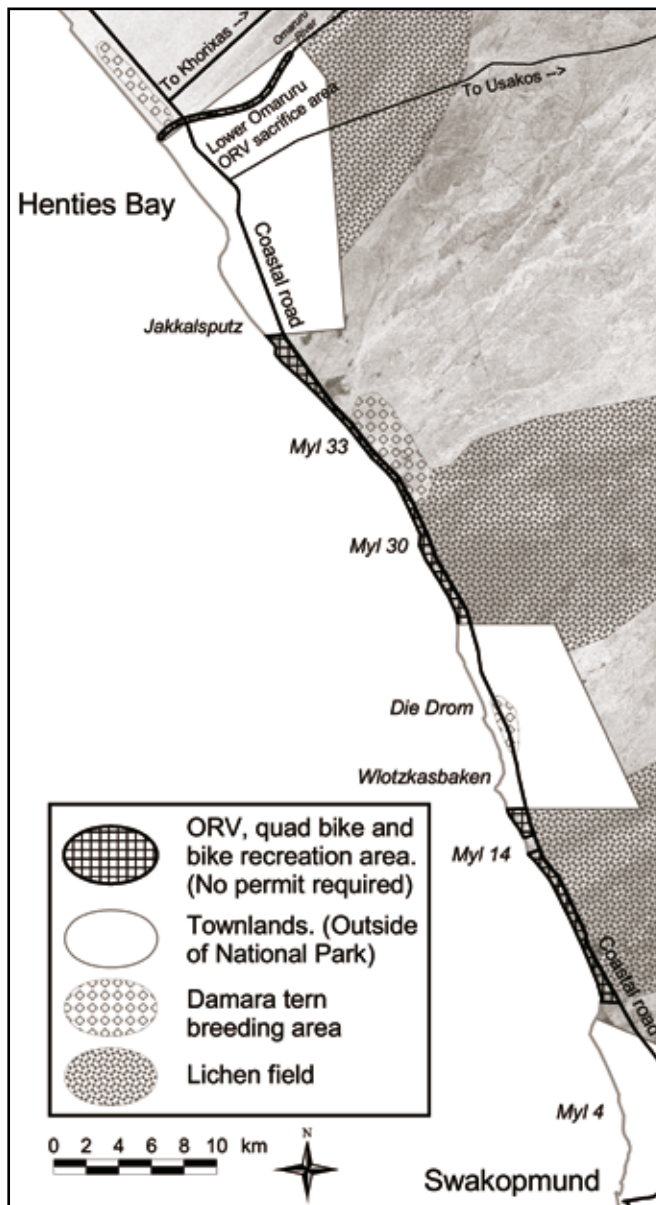 To Khorixas -->
Omaruru
River
To Usakos -->
Lower Omaruru
ORV sacrifice area
Henties Bay
Coastal road
Jakkalsputz
Myl 33
Myl 30
Die Drom
Wlotzkasbaken
Myl 14
Coastal road
Myl 4
Swakopmund
ORV, quad bike and
bike recreation area.
(No permit required)
Townlands. (Outside
of National Park)
Damara tern
breeding area
Lichen field
0 2 4 6 8 10 km
N